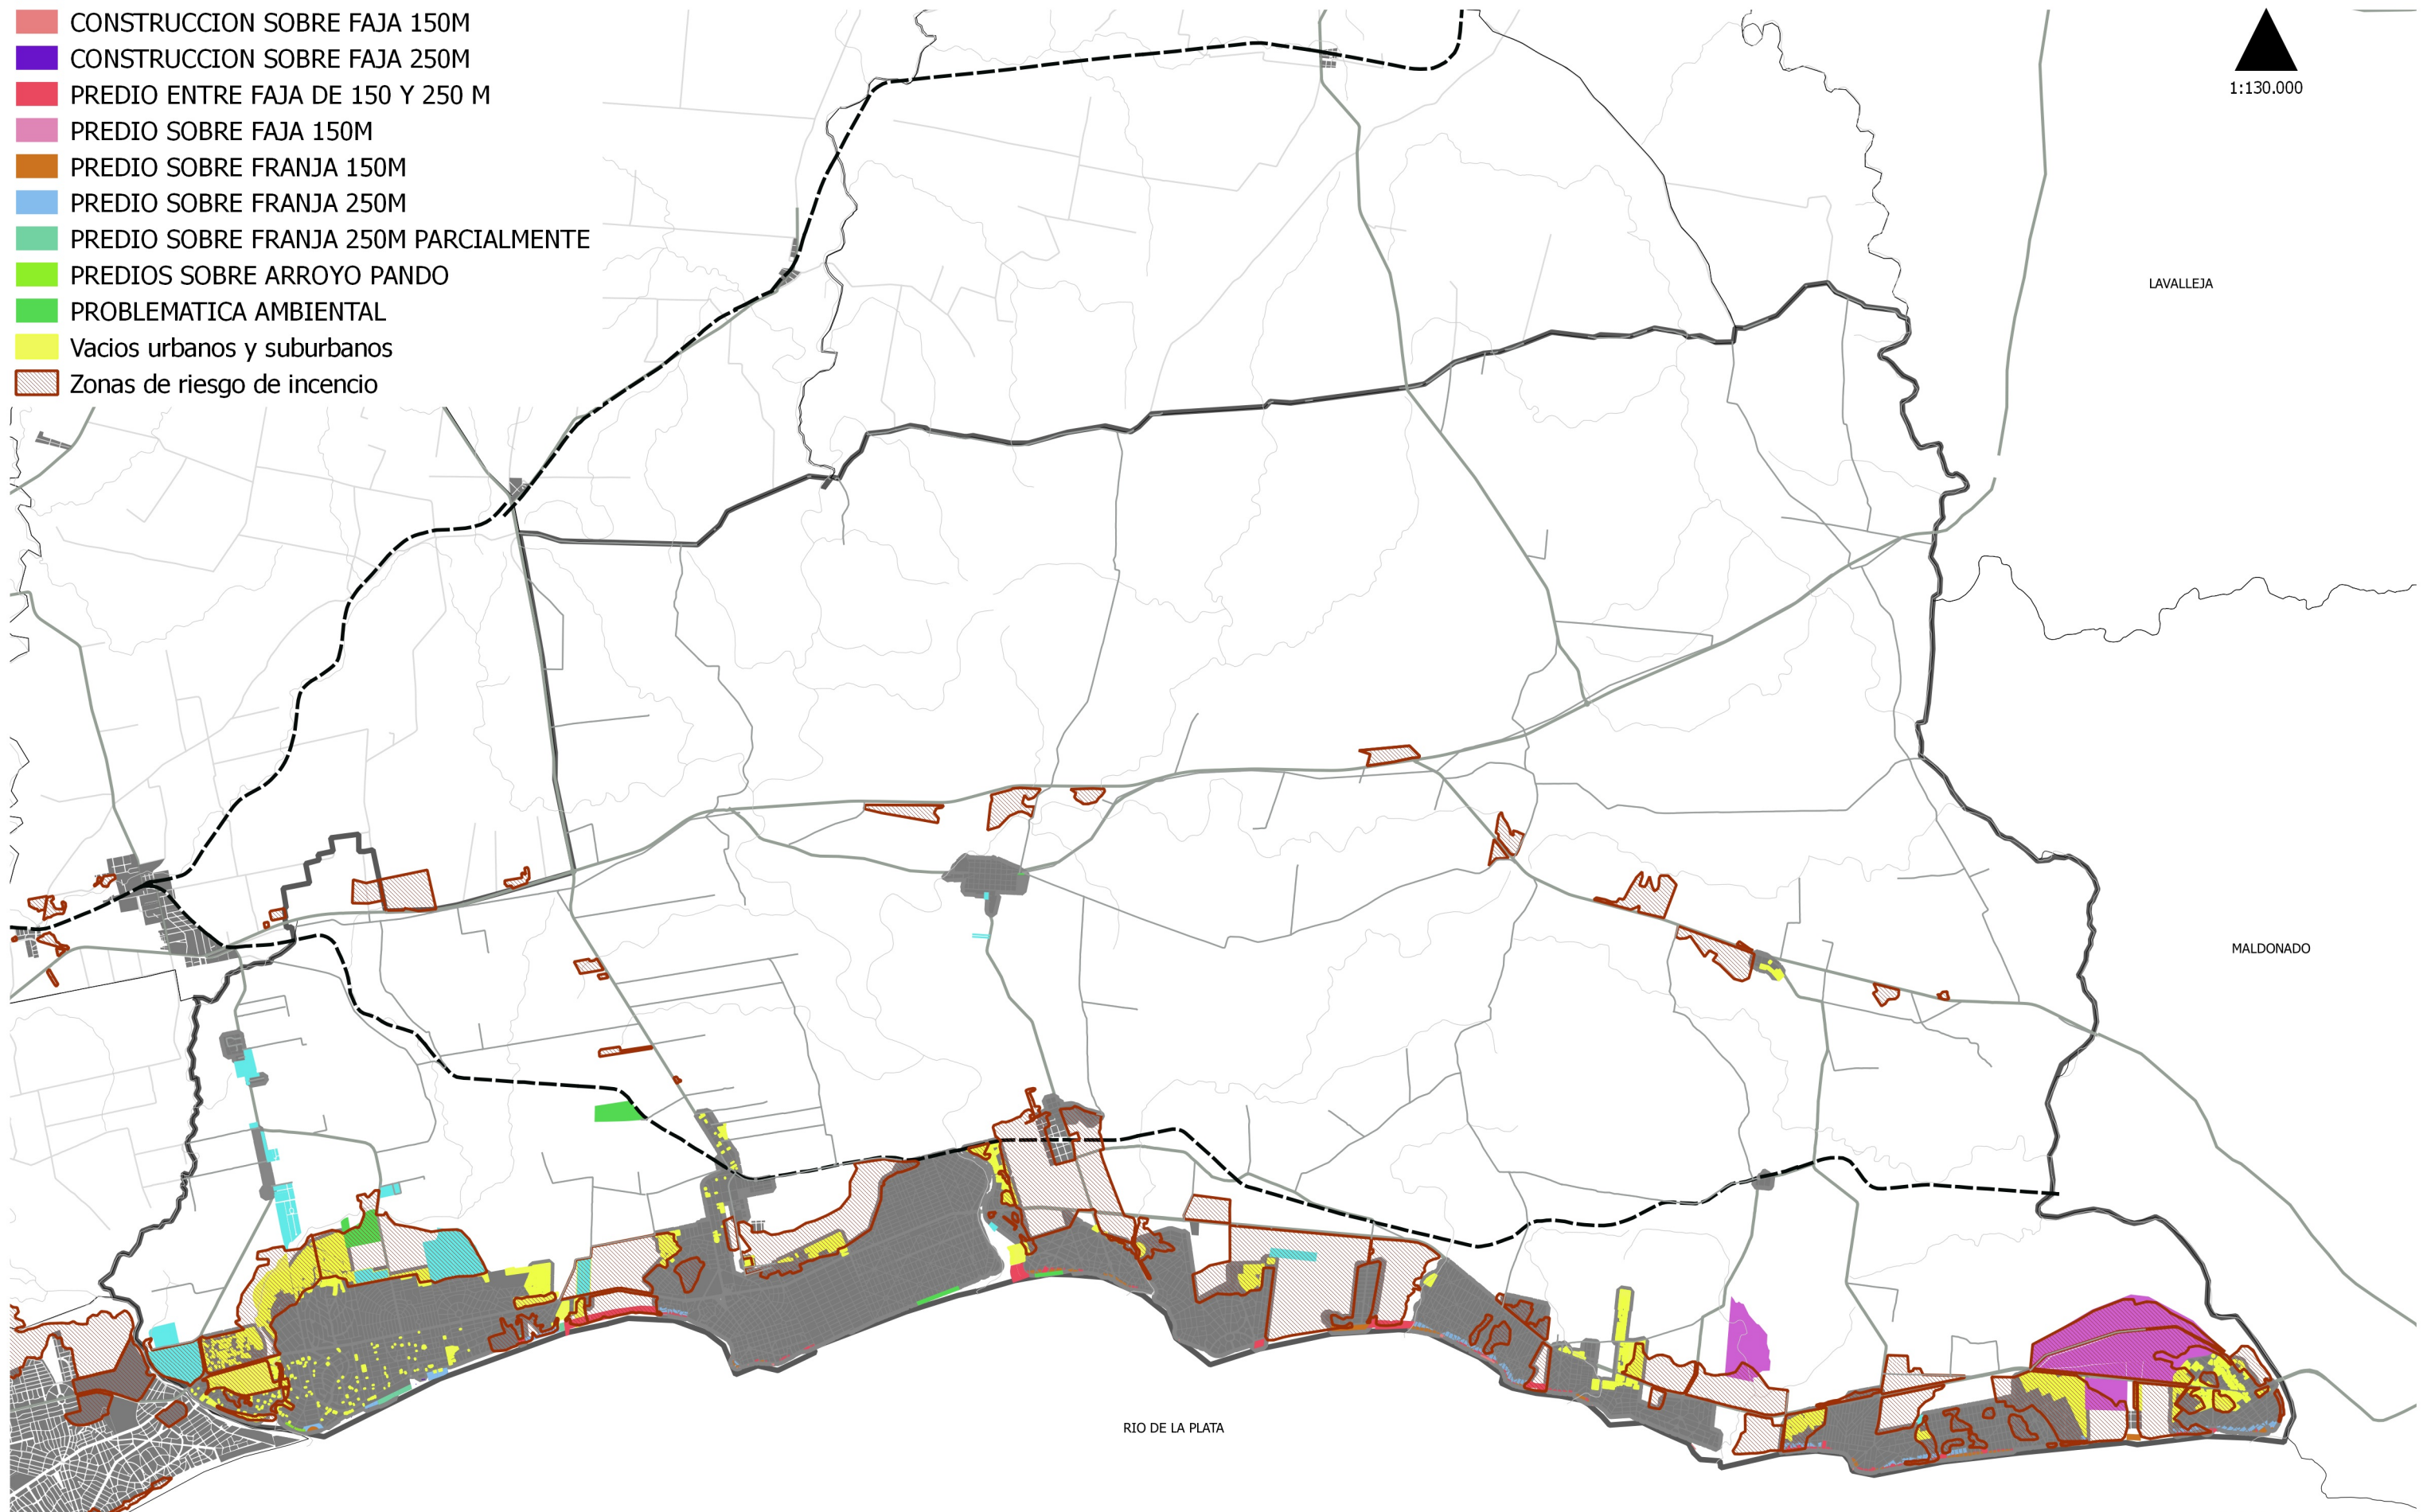 CONSTRUCCION SOBRE FAJA 150M
CONSTRUCCION SOBRE FAJA 250M
PREDIO ENTRE FAJA DE 150 Y 250 M
PREDIO SOBRE FAJA 150M
PREDIO SOBRE FRANJA 150M
PREDIO SOBRE FRANJA 250M
PREDIO SOBRE FRANJA 250M PARCIALMENTE
PREDIOS SOBRE ARROYO PANDO
PROBLEMATICA AMBIENTAL
Vacios urbanos y suburbanos
Zonas de riesgo de incencio
1:130.000
LAVALLEJA
MALDONADO
RIO DE LA PLATA